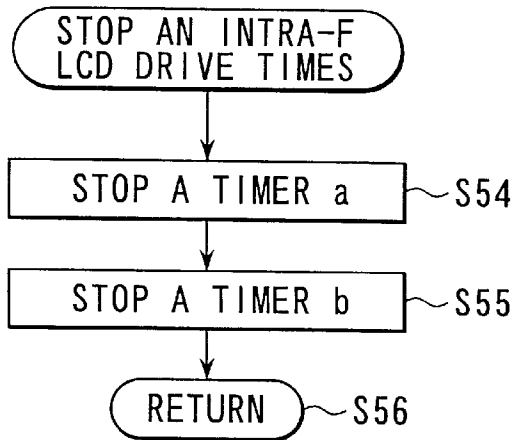 STOP AN INTRA-F
LCD DRIVE TIMES
STOP A TIMER a
S54
STOP A TIMER b
S55
RETURN
S56